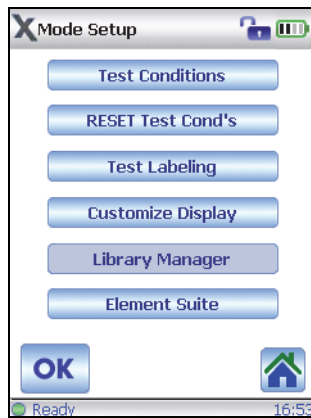 Mode Setup
Test Conditions
RESET Test Cond's
Test Labeling
Customize Display
Library Manager
Element Suite
OK
Ready 16:53